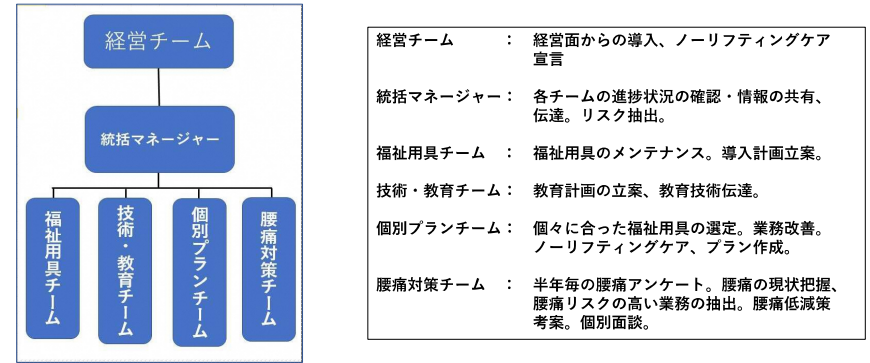 経営チーム
統括マネージャー
福祉用具チーム
技術・教育チーム
個別プランチーム
腰痛対策チーム
経営チーム ： 経営面からの導入、ノーリフティングケア
宣言
統括マネージャー： 各チームの進捗状況の確認・情報の共有、
伝達。リスク抽出。
福祉用具チーム ： 福祉用具のメンテナンス。導入計画立案。
技術・教育チーム： 教育計画の立案、教育技術伝達。
個別プランチーム： 個々に合った福祉用具の選定。業務改善。
ノーリフティングケア、プラン作成。
腰痛対策チーム ： 半年毎の腰痛アンケート。腰痛の現状把握、
腰痛リスクの高い業務の抽出。腰痛低減策
考案。個別面談。